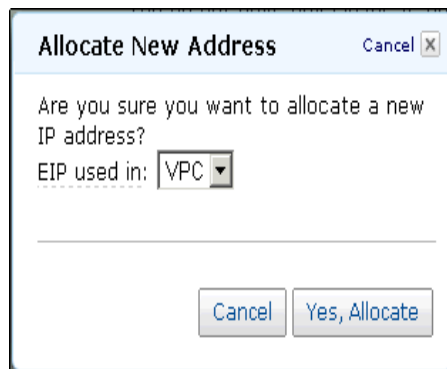 Allocate New Address
Cancel
Are you sure you want to allocate a new
IP address?
EIP used in: VPC
Cancel
Yes, Allocate